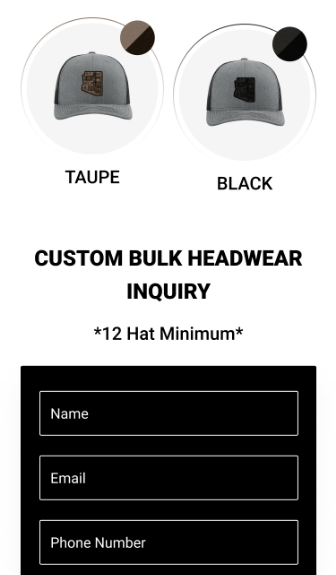 TAUPE
BLACK
CUSTOM BULK HEADWEAR
INQUIRY
*12 Hat Minimum*
Name
Email
Phone Number